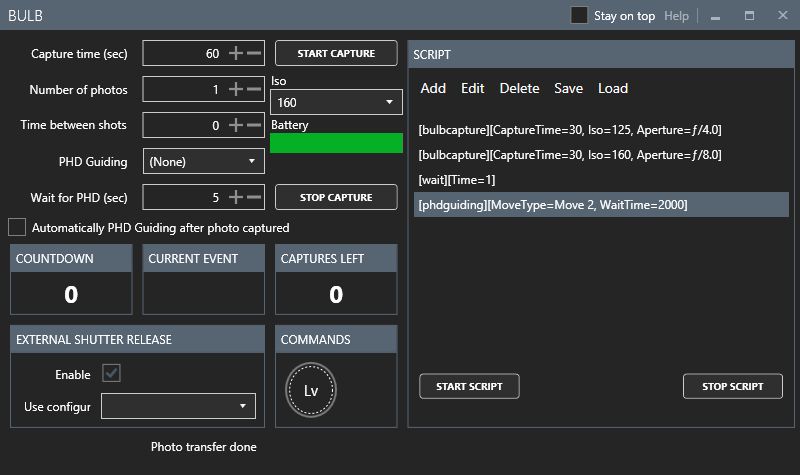 BULB
Stay on top Help
Capture time (sec) 60 START CAPTURE
Number of photos 1
Iso
160
Time between shots 0
Battery
PHD Guiding (None)
Wait for PHD (sec) 5 STOP CAPTURE
Automatically PHD Guiding after photo captured
COUNTDOWN CURRENT EVENT CAPTURES LEFT
0 0
EXTERNAL SHUTTER RELEASE COMMANDS
Enable
Lv
Use configur
Photo transfer done
SCRIPT
Add Edit Delete Save Load
[bulbcapture][CaptureTime=30, Iso=125, Aperture=ƒ/4.0]
[bulbcapture][CaptureTime=30, Iso=160, Aperture=ƒ/8.0]
[wait][Time=1]
[phdguiding][MoveType=Move 2, WaitTime=2000]
START SCRIPT STOP SCRIPT